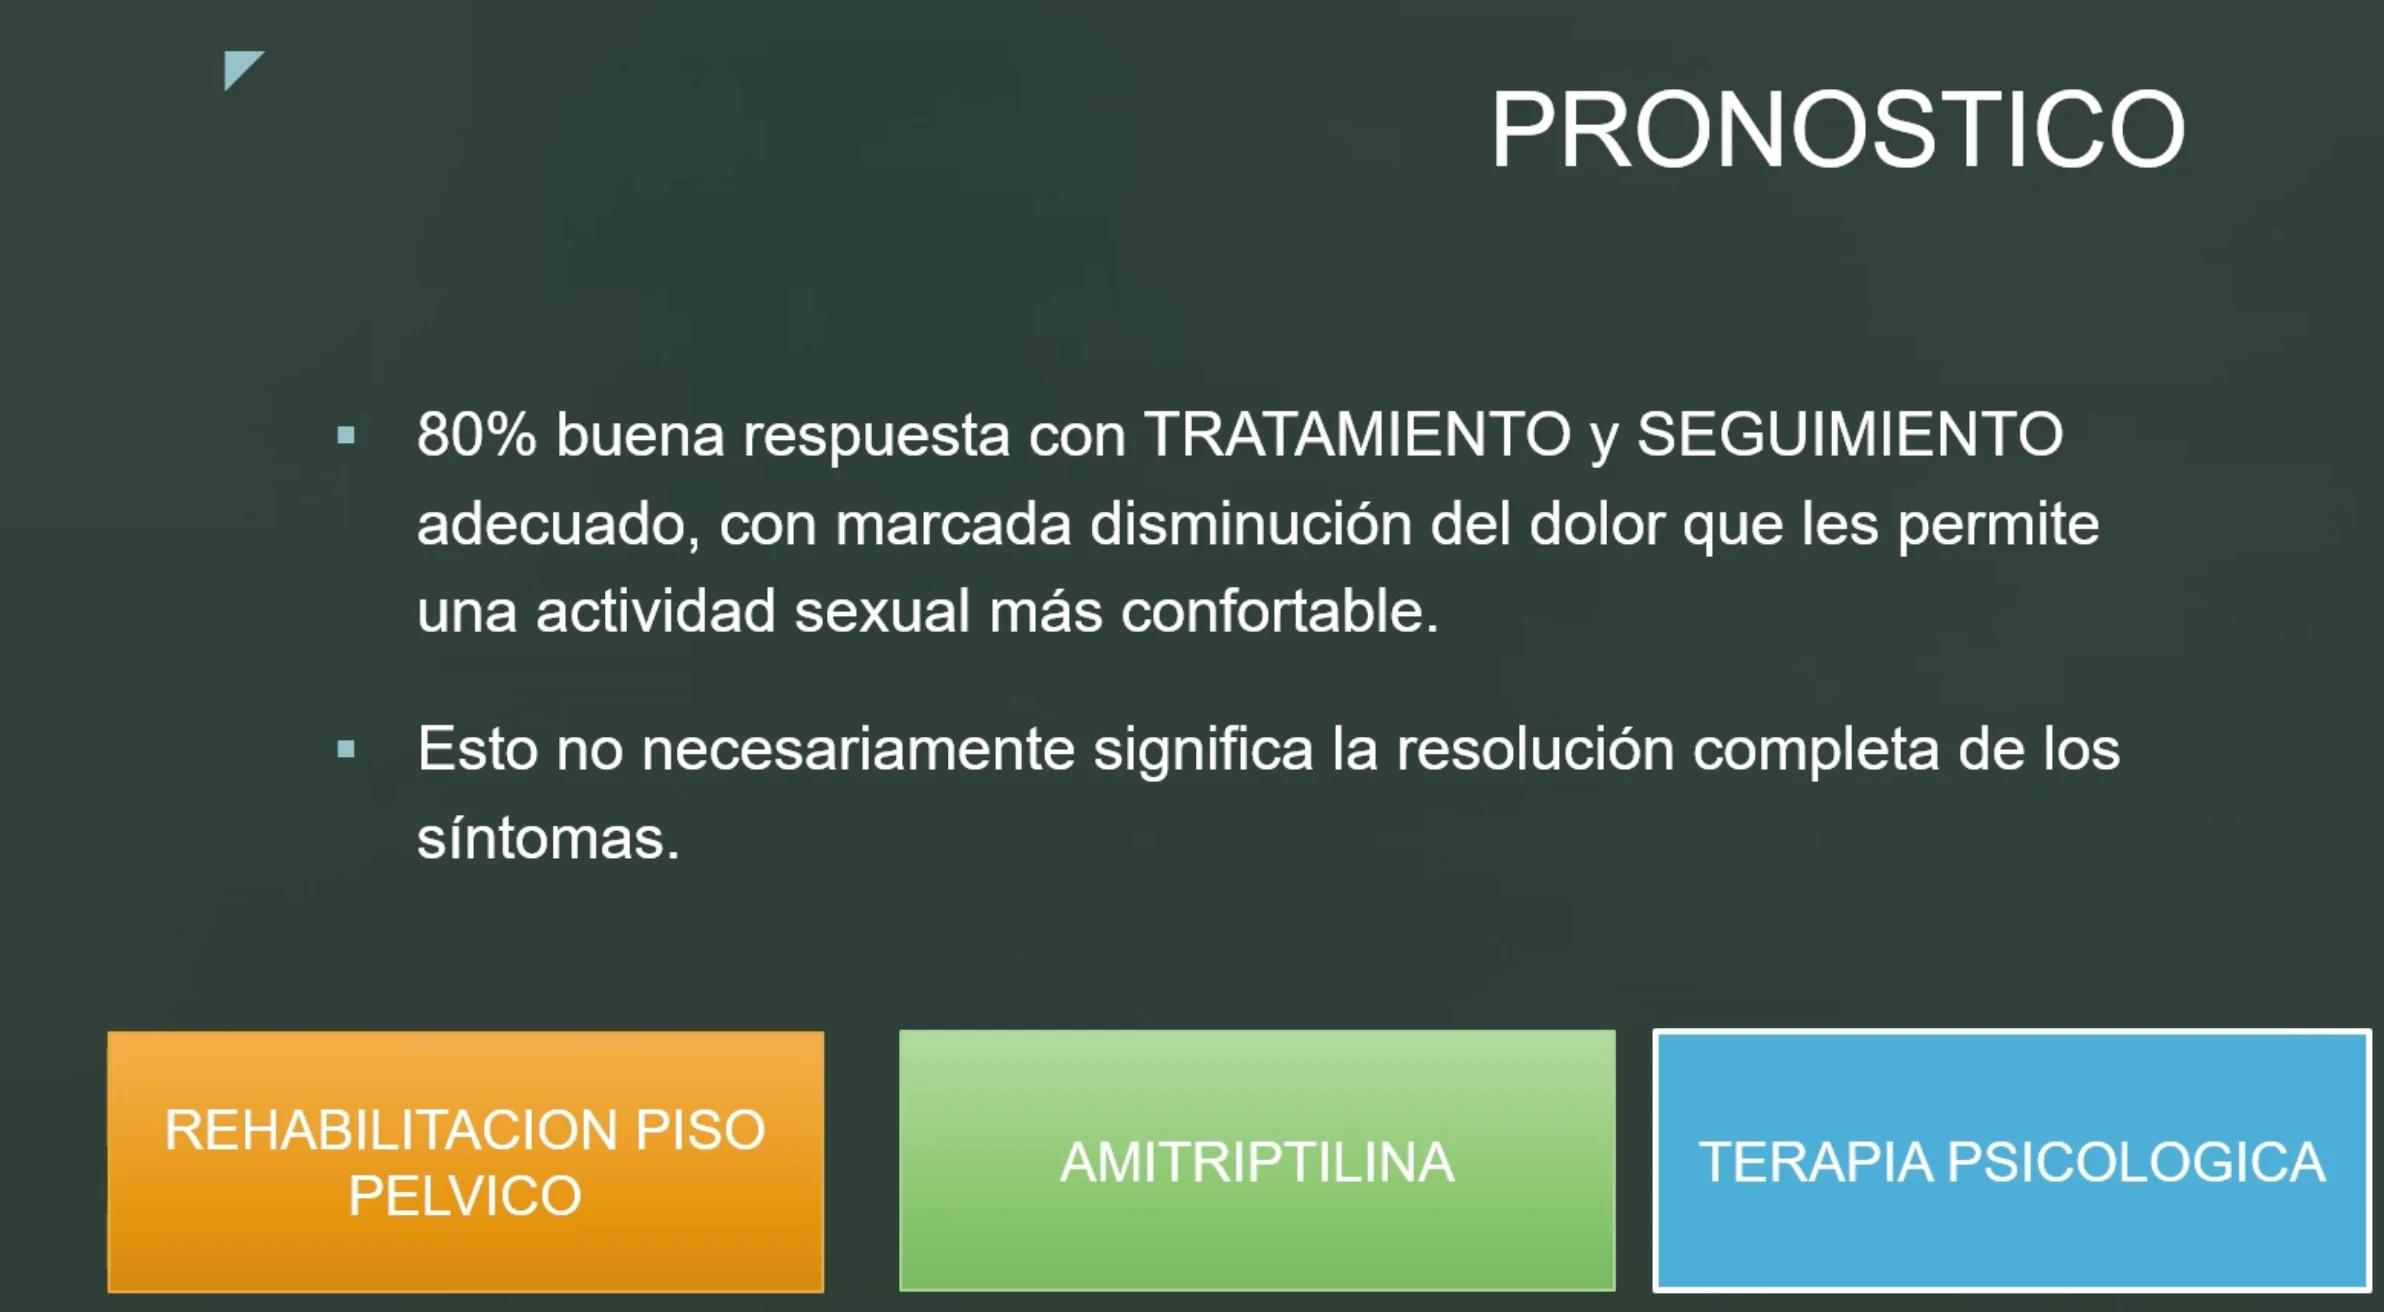 PRONOSTICO
80% buena respuesta con TRATAMIENTO y SEGUIMIENTO
adecuado, con marcada disminución del dolor que les permite
una actividad sexual más confortable.
Esto no necesariamente significa la resolución completa de los
síntomas.
REHABILITACION PISO
PELVICO
AMITRIPTILINA
TERAPIA PSICOLOGICA